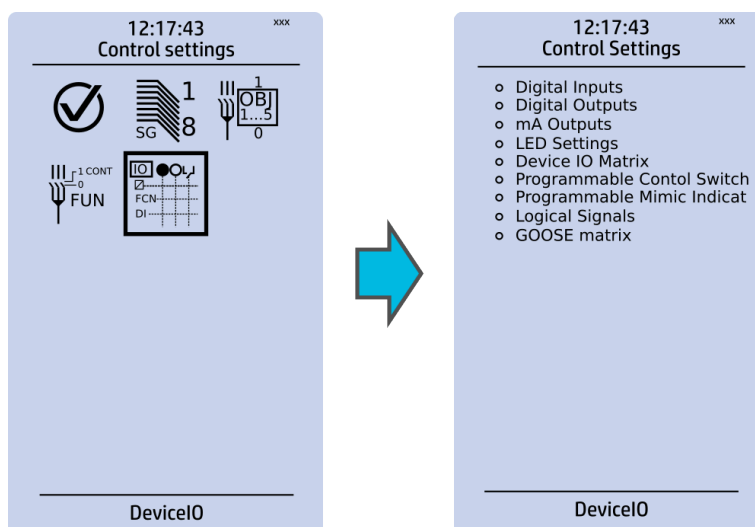 12:17:43 xxx
Control settings
1
SG 8
1
OBJ
1...5
0
1 CONT
0
FUN
IO
FCN
DI
DeviceIO
12:17:43 xxx
Control Settings
Digital Inputs
Digital Outputs
mA Outputs
LED Settings
Device IO Matrix
Programmable Contol Switch
Programmable Mimic Indicat
Logical Signals
GOOSE matrix
DeviceIO